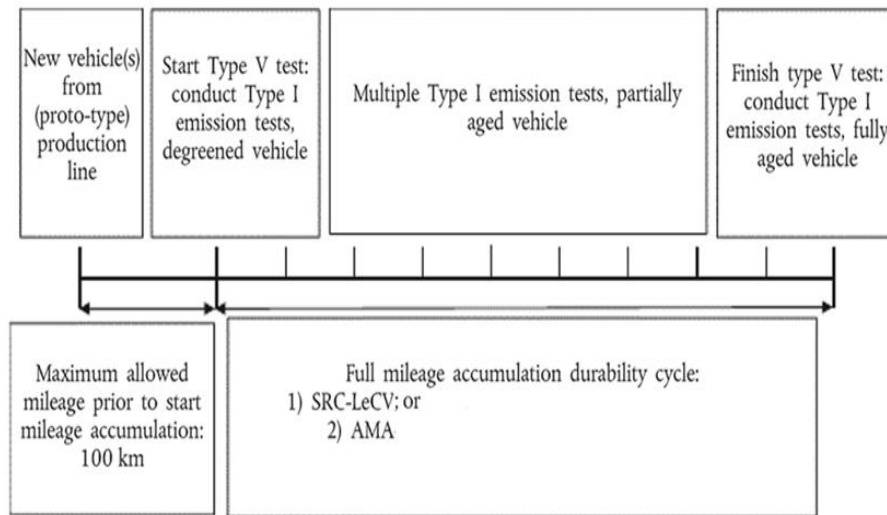 New vehicle(s)
from
(proto-type)
production
line
Start Type V test:
conduct Type I
emission tests,
degreened vehicle
Multiple Type I emission tests, partially
aged vehicle
Finish type V test:
conduct Type I
emission tests, fully
aged vehicle
Maximum allowed
mileage prior to start
mileage accumulation:
100 km
Full mileage accumulation durability cycle:
1) SRC-LeCV; or
2) AMA